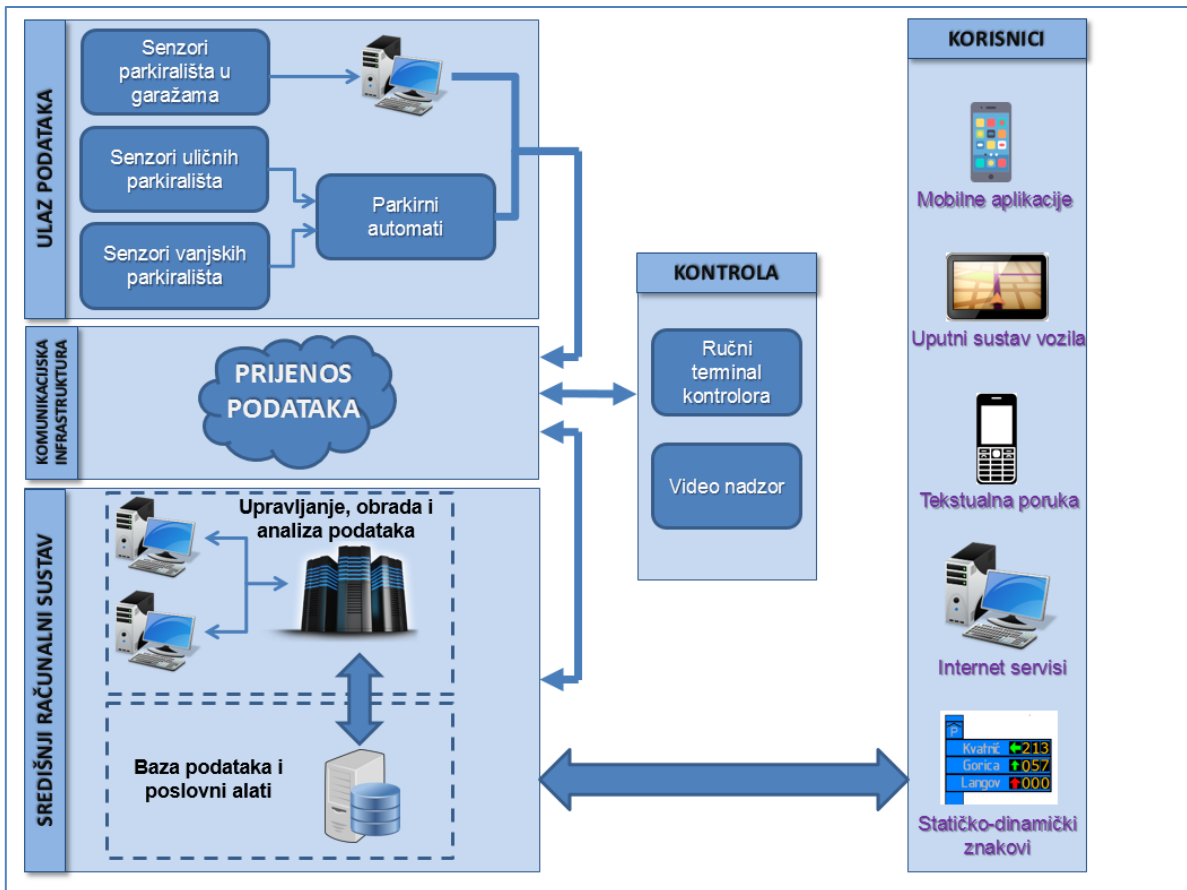 ULAZ PODATAKA
Senzori
parkirališta u
garažama
Senzori uličnih
parkirališta
Senzori vanjskih
parkirališta
Parkirni
automati
KOMUNIKACIJSKA
INFRASTRUKTURA
PRIJENOS
PODATAKA
SREDIŠNJI RAČUNALNI SUSTAV
Upravljanje, obrada i
analiza podataka
Baza podataka i
poslovni alati
KONTROLA
Ručni
terminal
kontrolora
Video nadzor
KORISNICI
Mobilne aplikacije
Uputni sustav vozila
Tekstualna poruka
Internet servisi
P
Kvatrič 213
Gorica 057
Langov 000
Statičko-dinamički
znakovi